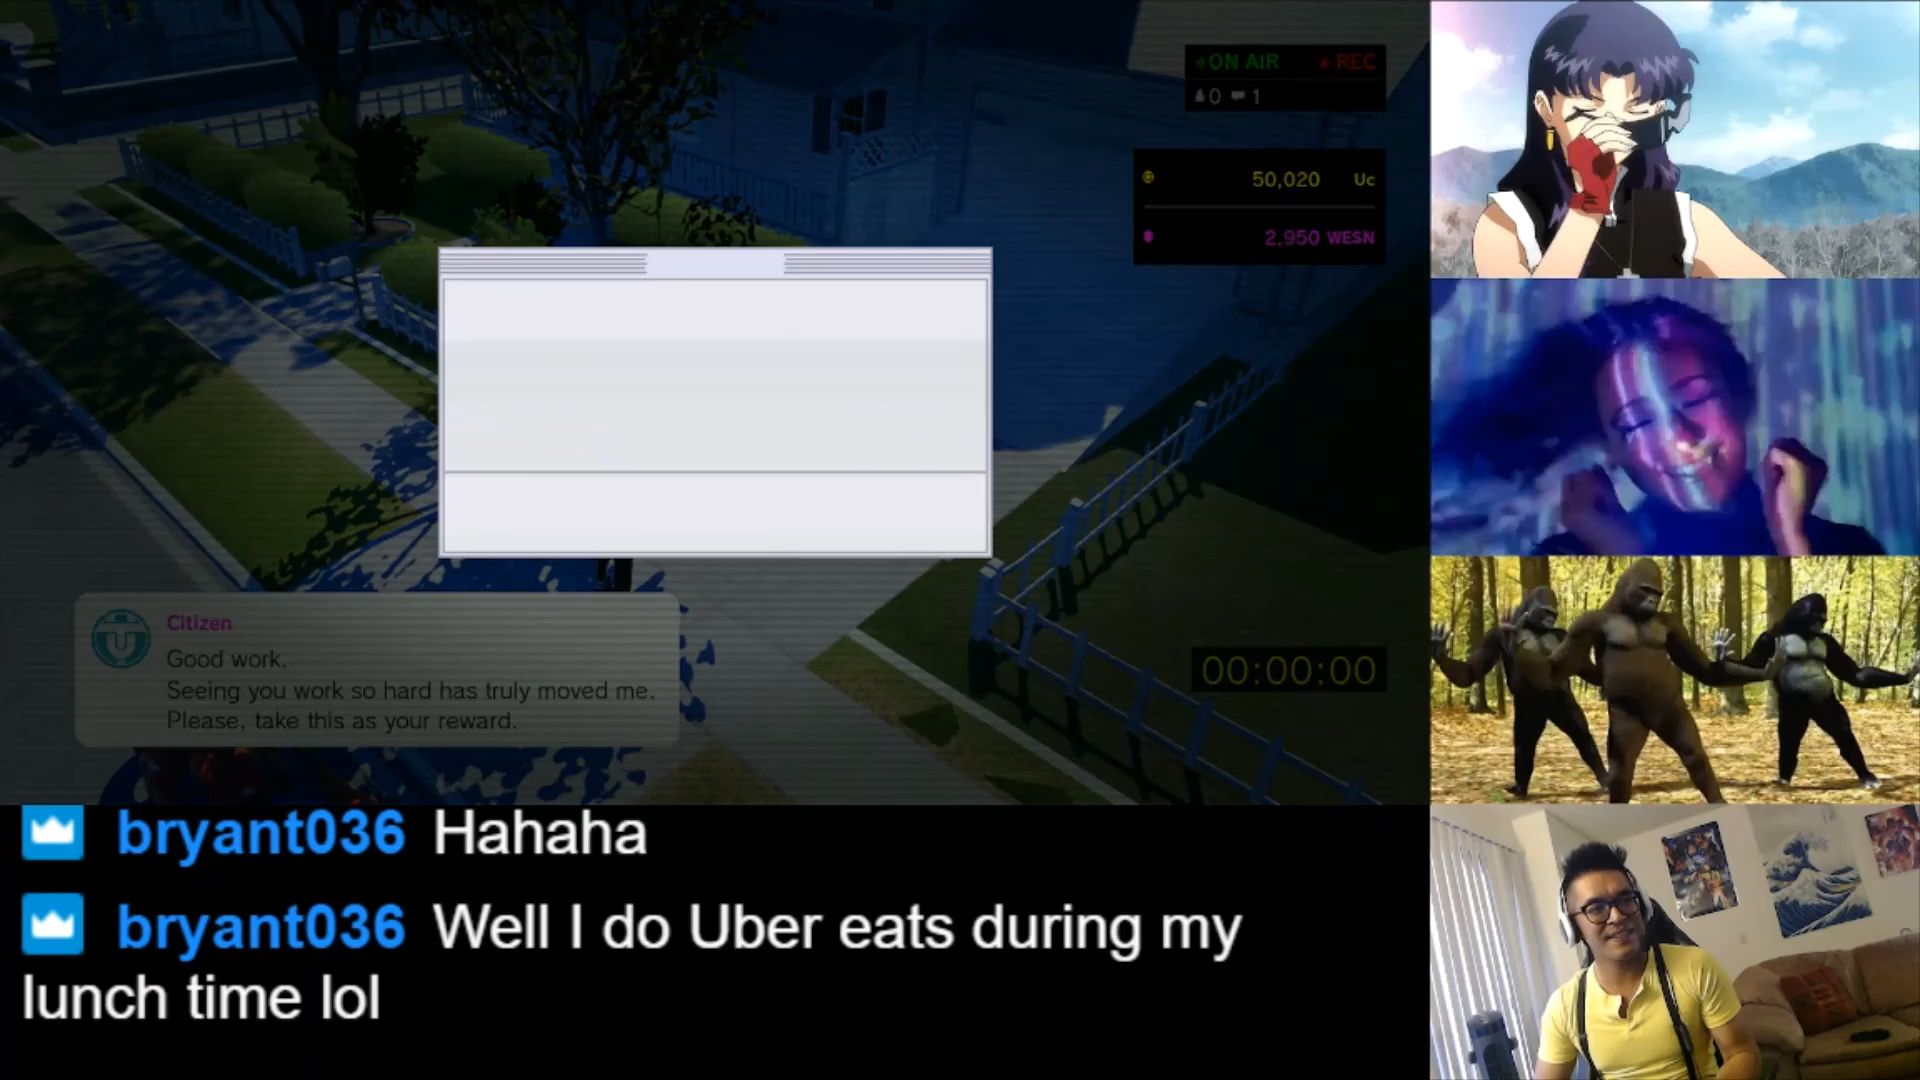 ON AIR REC
0 1
50,020 Uc
2,950 WESN
Citizen
Good work.
Seeing you work so hard has truly moved me.
Please, take this as your reward.
00:00:00
bryant036 Hahaha
bryant036 Well I do Uber eats during my
lunch time lol